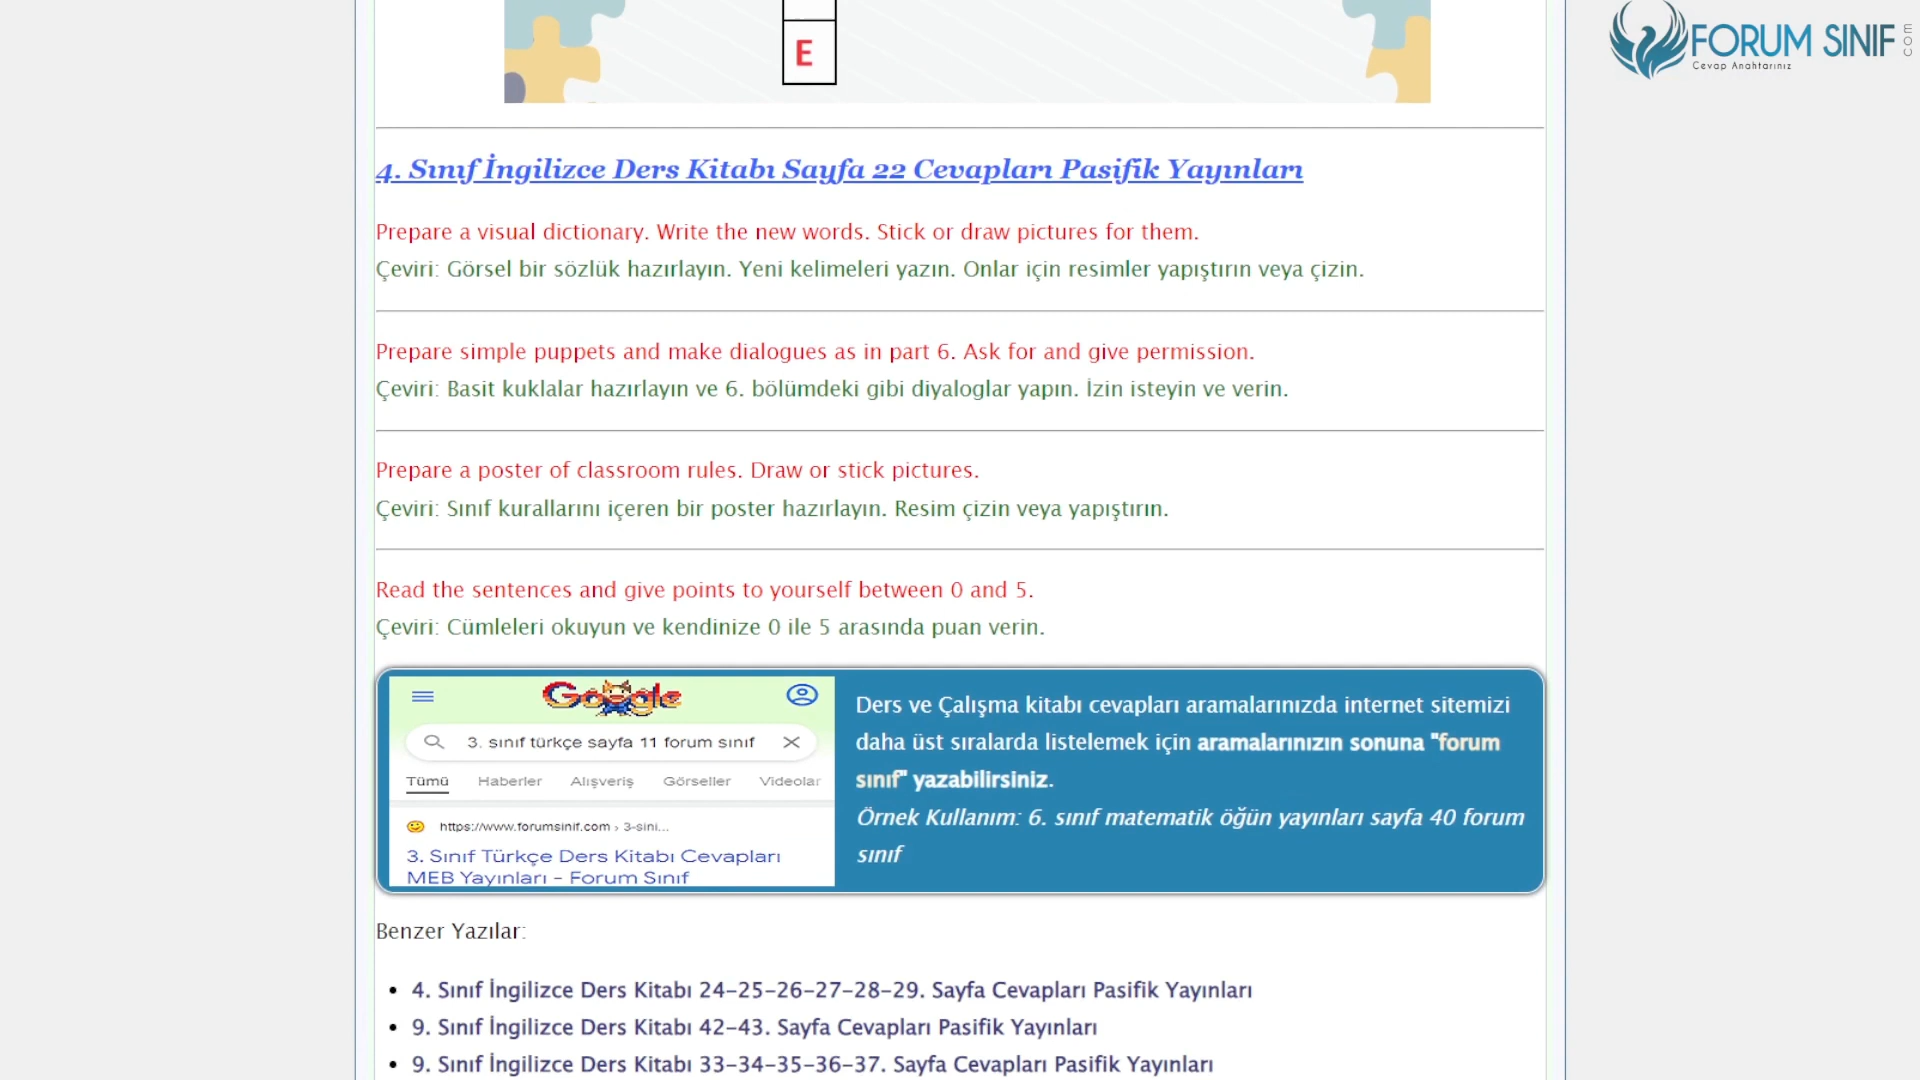 E
FORUM SINIF
com
Cevap Anahtarınız
4. Sınıf İngilizce Ders Kitabı Sayfa 22 Cevapları Pasifik Yayınları
Prepare a visual dictionary. Write the new words. Stick or draw pictures for them.
Çeviri: Görsel bir sözlük hazırlayın. Yeni kelimeleri yazın. Onlar için resimler yapıştırın veya çizin.
Prepare simple puppets and make dialogues as in part 6. Ask for and give permission.
Çeviri: Basit kuklalar hazırlayın ve 6. bölümdeki gibi diyaloglar yapın. İzin isteyin ve verin.
Prepare a poster of classroom rules. Draw or stick pictures.
Çeviri: Sınıf kurallarını içeren bir poster hazırlayın. Resim çizin veya yapıştırın.
Read the sentences and give points to yourself between 0 and 5.
Çeviri: Cümleleri okuyun ve kendinize 0 ile 5 arasında puan verin.
Google
3. sınıf türkçe sayfa 11 forum sınıf
Tümü Haberler Alışveriş Görseller Videolar
https://www.forumsinif.com › 3-sini...
3. Sınıf Türkçe Ders Kitabı Cevapları
MEB Yayınları - Forum Sınıf
Ders ve Çalışma kitabı cevapları aramalarınızda internet sitemizi
daha üst sıralarda listelemek için aramalarınızın sonuna "forum
sınıf" yazabilirsiniz.
Örnek Kullanım: 6. sınıf matematik öğün yayınları sayfa 40 forum
sınıf
Benzer Yazılar:
• 4. Sınıf İngilizce Ders Kitabı 24-25-26-27-28-29. Sayfa Cevapları Pasifik Yayınları
• 9. Sınıf İngilizce Ders Kitabı 42-43. Sayfa Cevapları Pasifik Yayınları
• 9. Sınıf İngilizce Ders Kitabı 33-34-35-36-37. Sayfa Cevapları Pasifik Yayınları